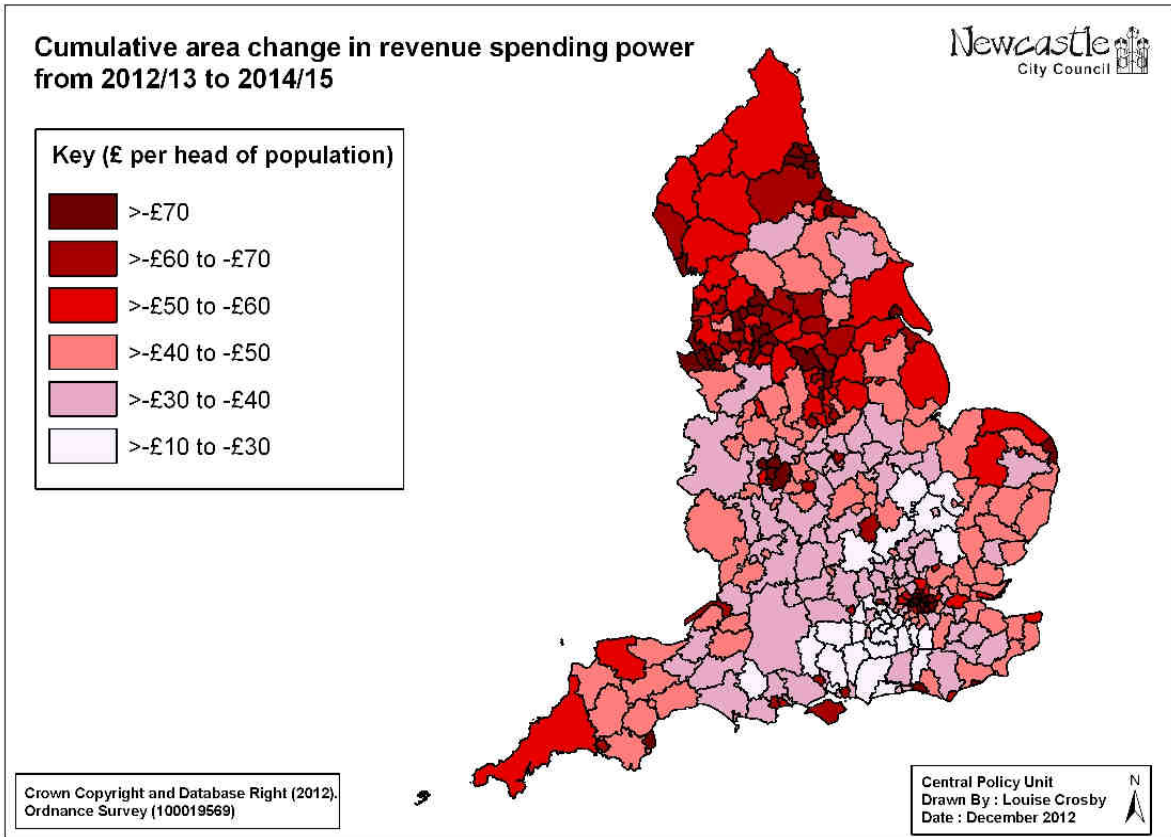 Cumulative area change in revenue spending power
from 2012/13 to 2014/15
Newcastle
City Council
Key (£ per head of population)
>-£70
>-£60 to -£70
>-£50 to -£60
>-£40 to -£50
>-£30 to -£40
>-£10 to -£30
Crown Copyright and Database Right (2012).
Ordnance Survey (100019569)
Central Policy Unit
Drawn By : Louise Crosby
Date : December 2012
N